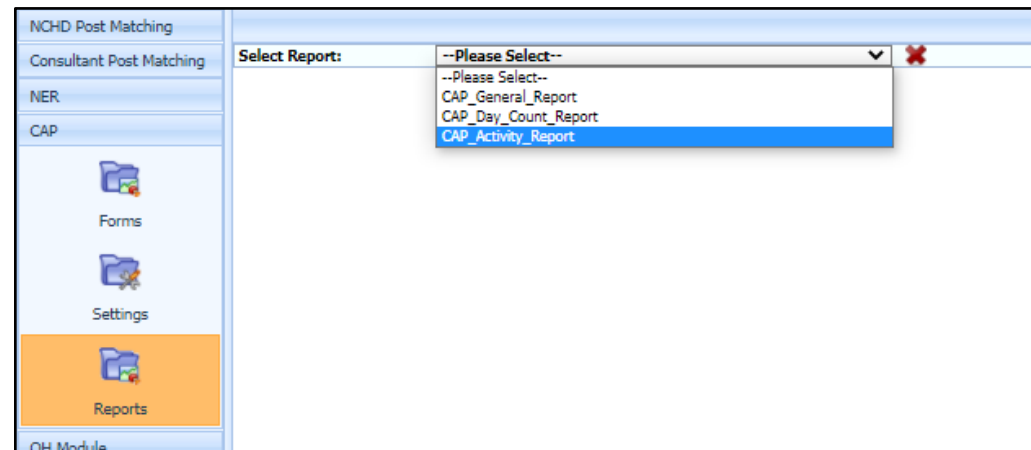 NCHD Post Matching
Consultant Post Matching
NER
CAP
Forms
Settings
Reports
OH Module
Select Report:
--Please Select--
--Please Select--
CAP_General_Report
CAP_Day_Count_Report
CAP_Activity_Report